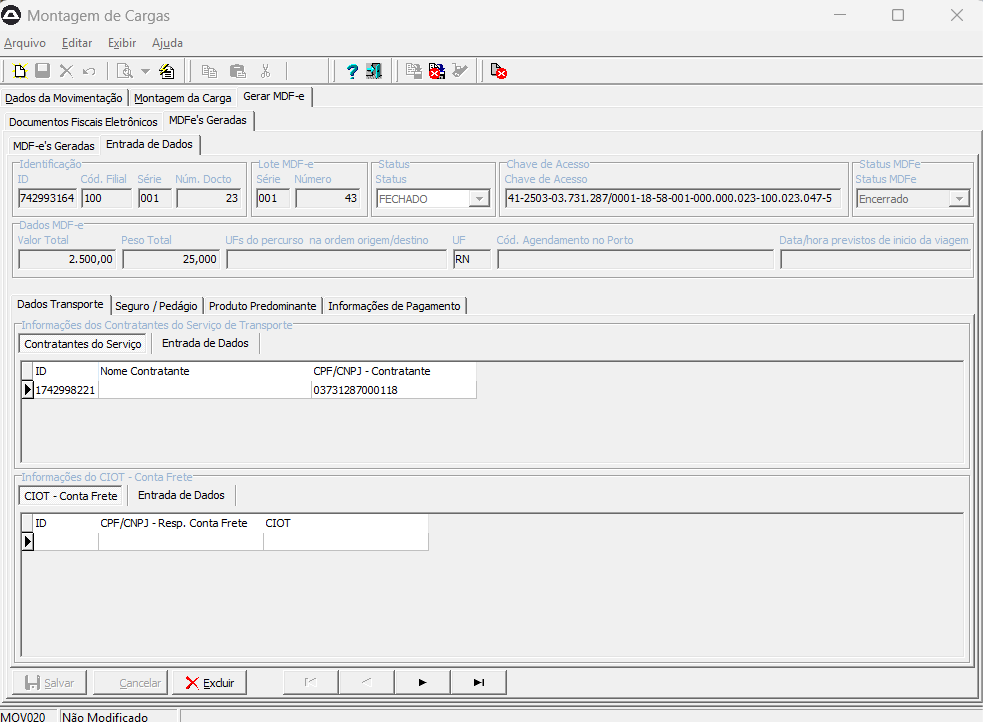 Montagem de Cargas
Arquivo Editar Exibir Ajuda
Dados da Movimentação Montagem da Carga Gerar MDF-e
Documentos Fiscais Eletrônicos MDFe's Geradas
MDF-e's Geradas Entrada de Dados
Identificação Lote MDF-e Status Chave de Acesso Status MDFe
ID Cód. Filial Série Núm. Docto Série Número Status Chave de Acesso Status MDFe
742993164 100 001 23 001 43 FECHADO 41-2503-03.731.287/0001-18-58-001-000.000.023-100.023.047-5 Encerrado
Dados MDF-e
Valor Total Peso Total UFs do percurso na ordem origem/destino UF Cód. Agendamento no Porto Data/hora previstos de inicio da viagem
2.500,00 25,000 RN
Dados Transporte Seguro / Pedágio Produto Predominante Informações de Pagamento
Informações dos Contratantes do Serviço de Transporte
Contratantes do Serviço Entrada de Dados
ID Nome Contratante CPF/CNPJ - Contratante
1742998221 03731287000118
Informações do CIOT - Conta Frete
CIOT - Conta Frete Entrada de Dados
ID CPF/CNPJ - Resp. Conta Frete CIOT
Salvar Cancelar Excluir
MOV020 Não Modificado